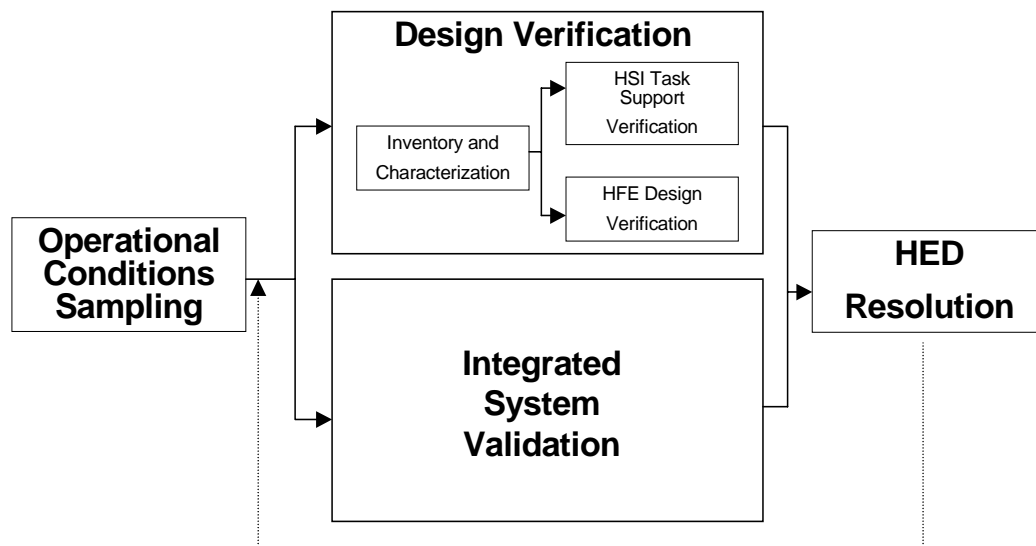 Design Verification
HSI Task
Support
Verification
Inventory and
Characterization
HFE Design
Verification
Operational
Conditions
Sampling
HED
Resolution
Integrated
System
Validation